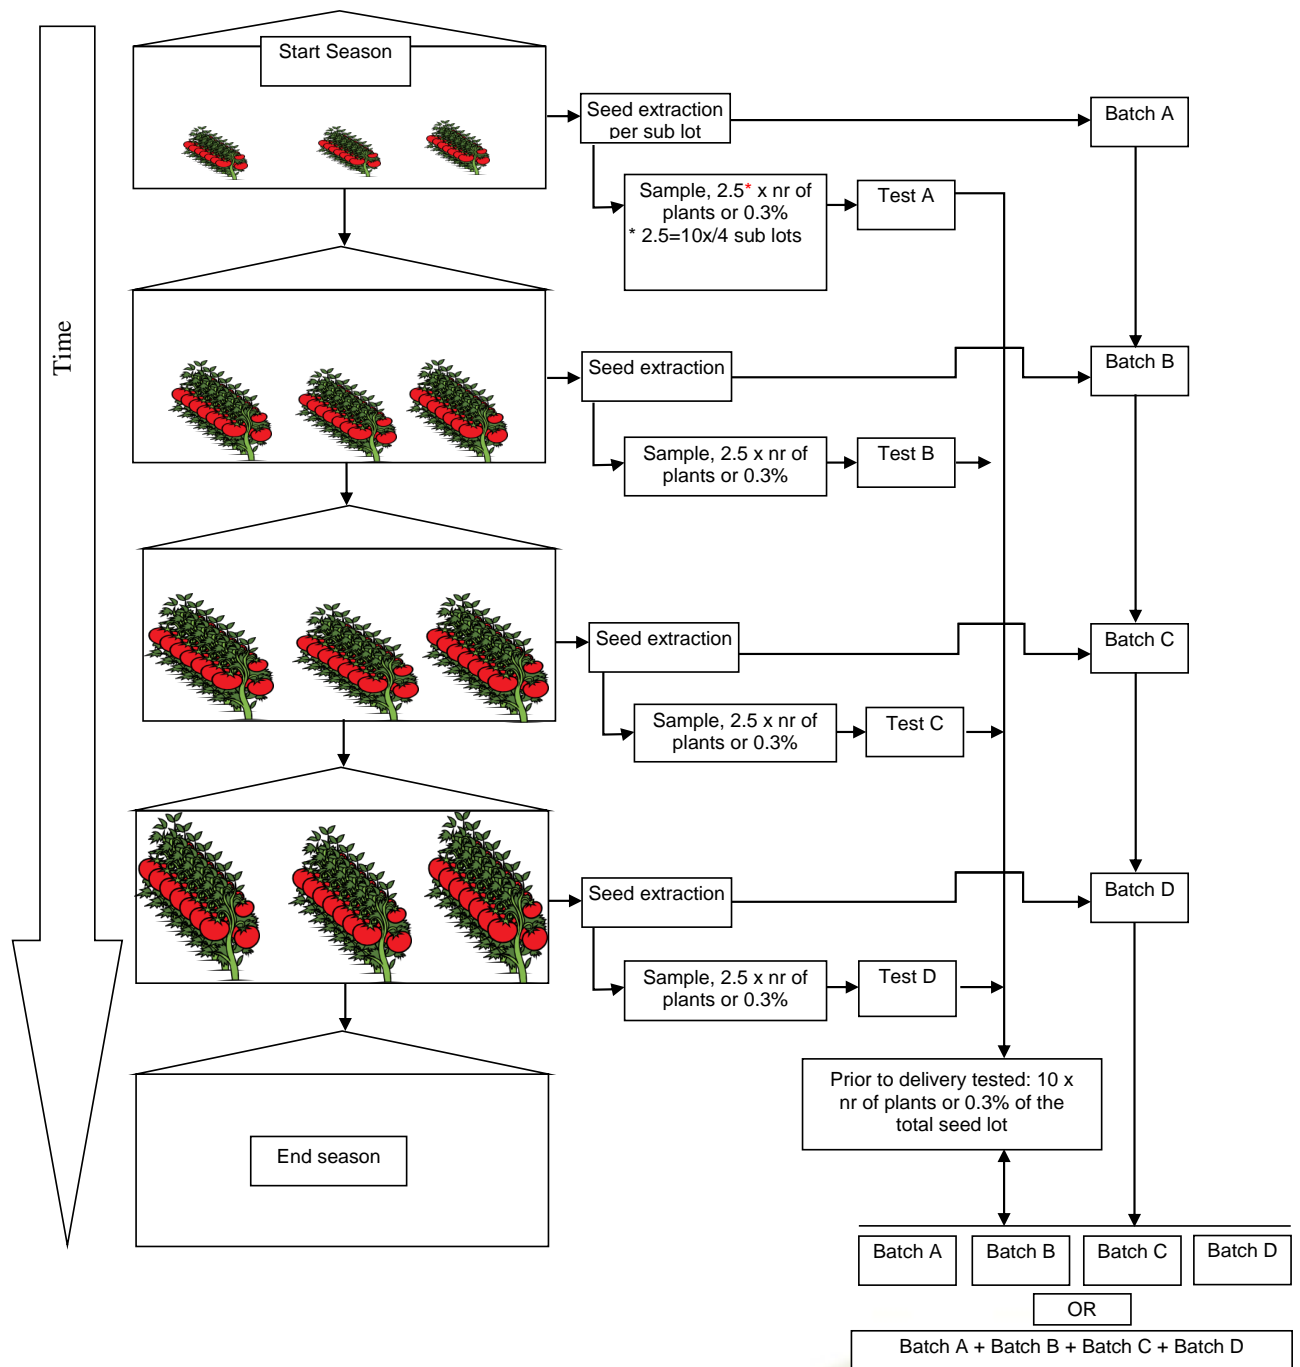 Start Season
Seed extraction
per sub lot
Batch A
Sample, 2.5* x nr of
plants or 0.3%
* 2.5=10x/4 sub lots
Test A
Time
Seed extraction
Batch B
Sample, 2.5 x nr of
plants or 0.3%
Test B
Seed extraction
Batch C
Sample, 2.5 x nr of
plants or 0.3%
Test C
Seed extraction
Batch D
Sample, 2.5 x nr of
plants or 0.3%
Test D
Prior to delivery tested: 10 x
nr of plants or 0.3% of the
total seed lot
End season
Batch A
Batch B
Batch C
Batch D
OR
Batch A + Batch B + Batch C + Batch D